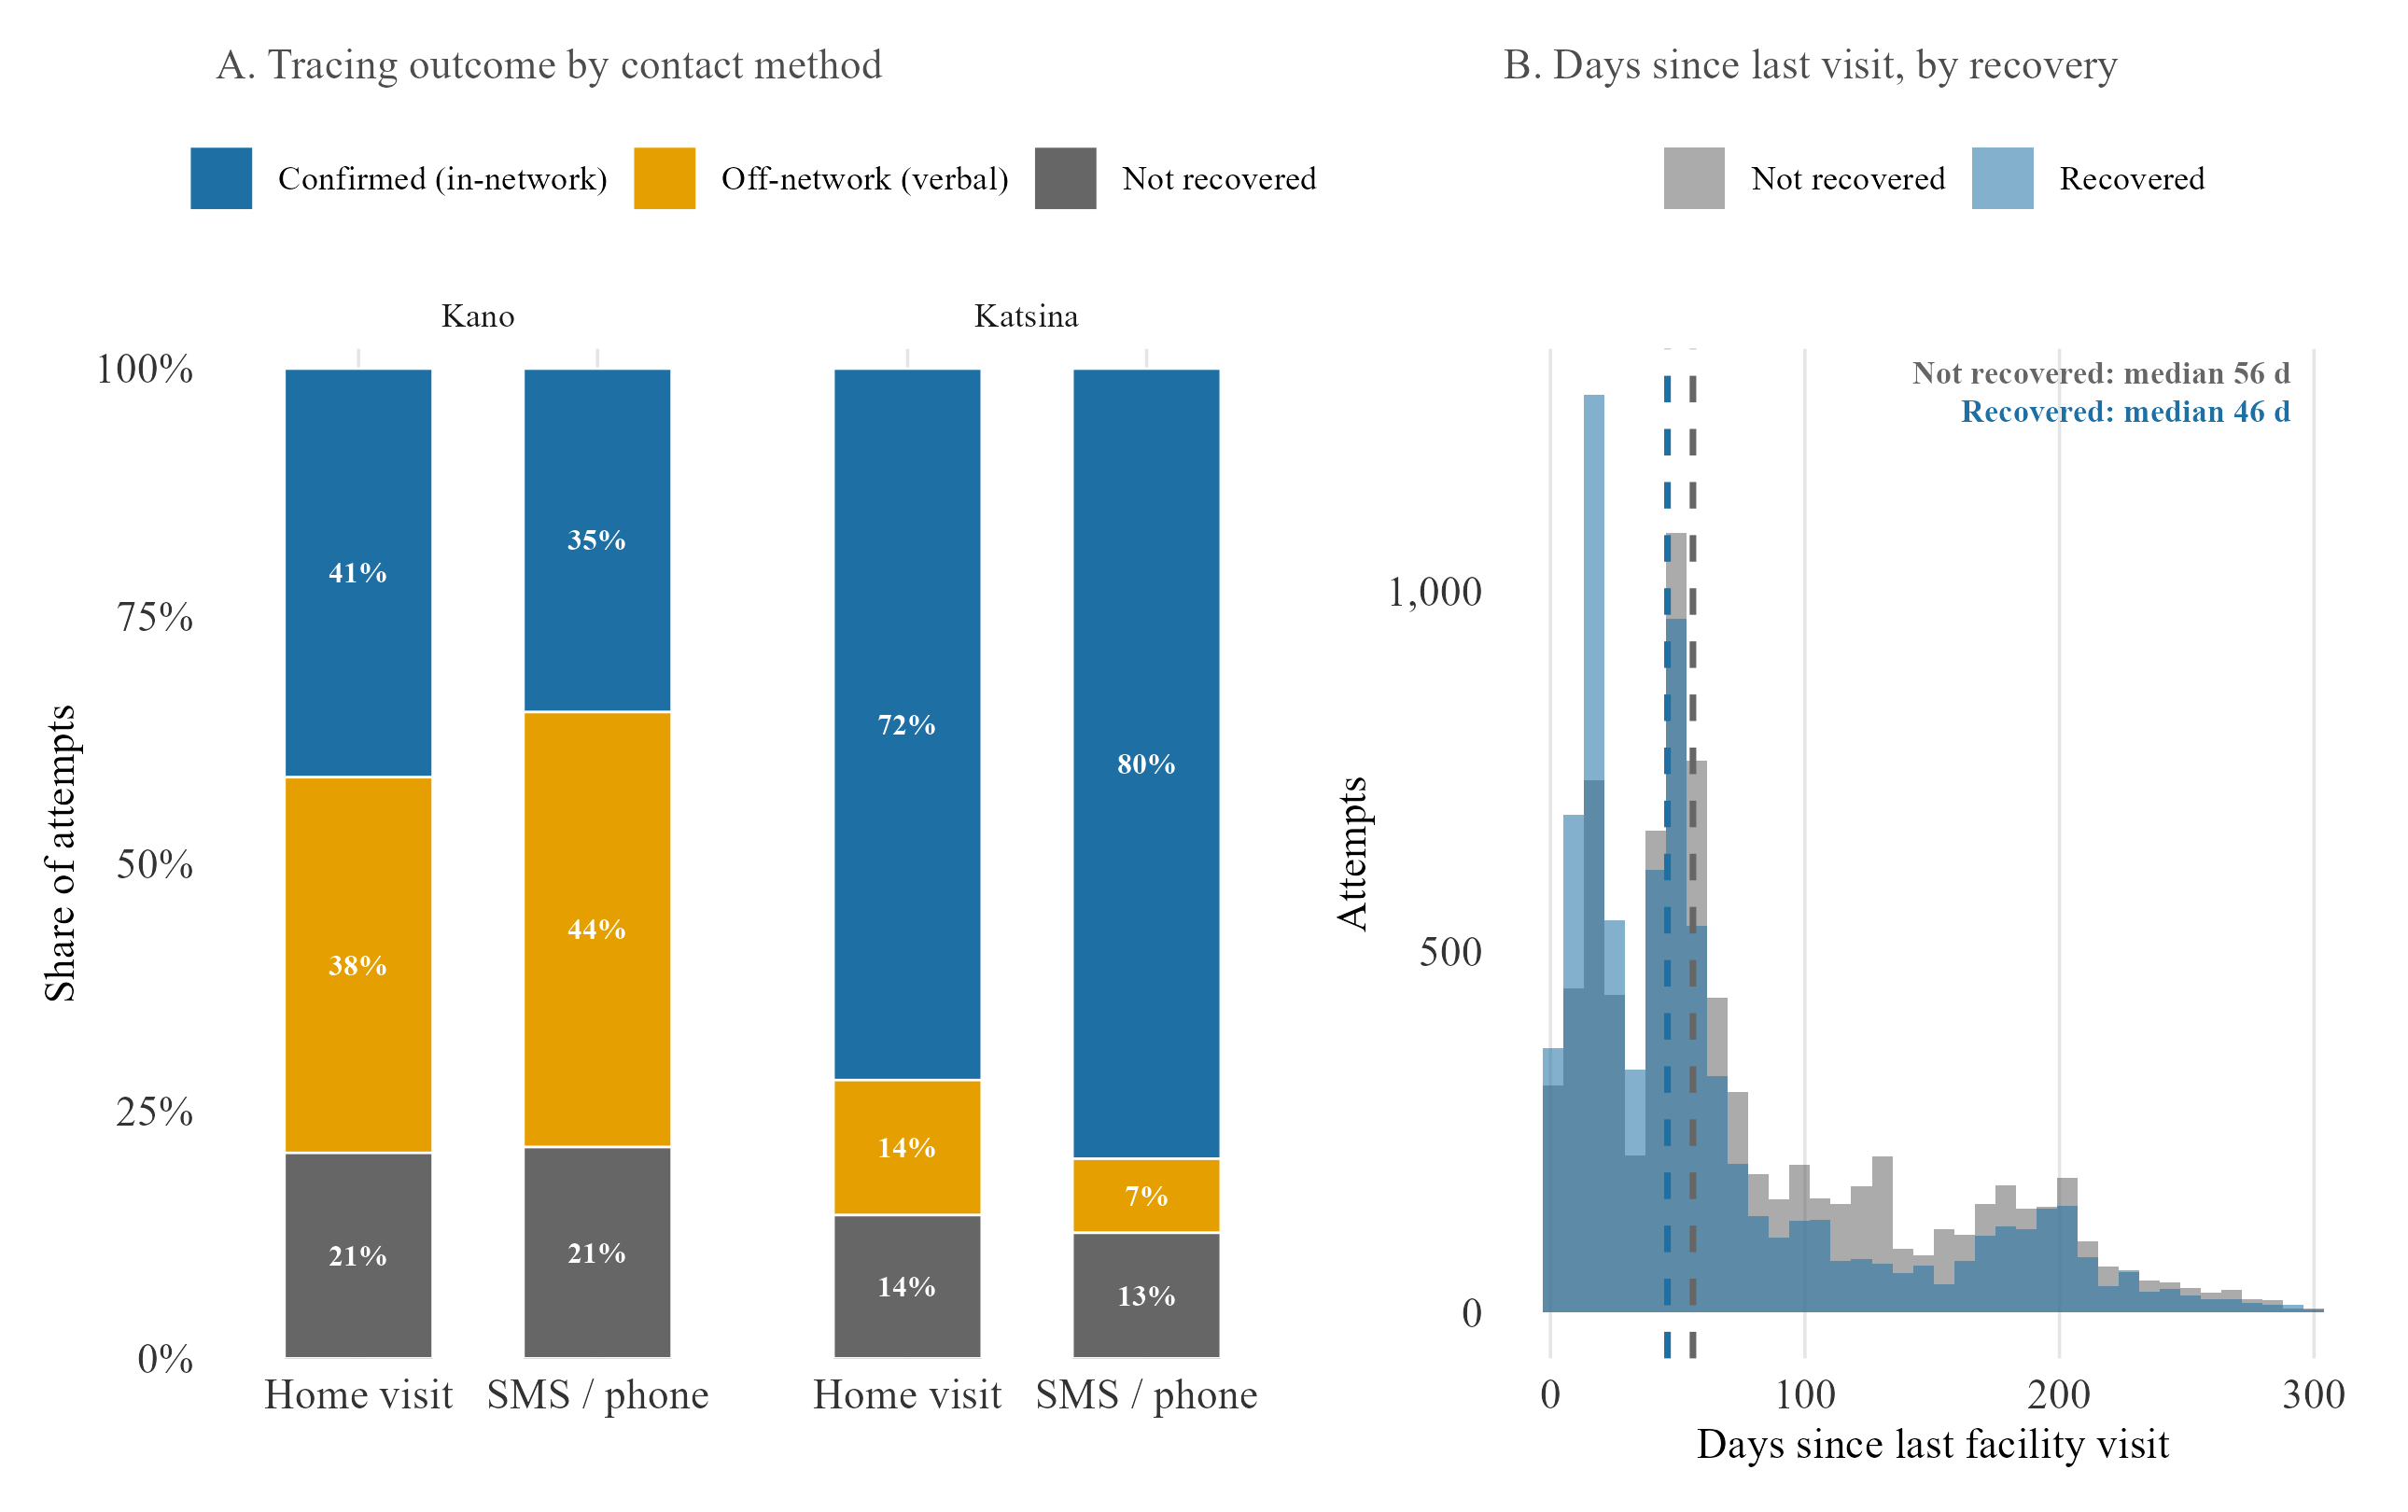 A. Tracing outcome by contact method
Confirmed (in-network) Off-network (verbal) Not recovered
Kano Katsina
Share of attempts
100%
75%
50%
25%
0%
41%
38%
21%
35%
44%
21%
72%
14%
14%
80%
7%
13%
Home visit SMS / phone Home visit SMS / phone
B. Days since last visit, by recovery
Not recovered Recovered
Not recovered: median 56 d
Recovered: median 46 d
Attempts
1,000
500
0
0 100 200 300
Days since last facility visit